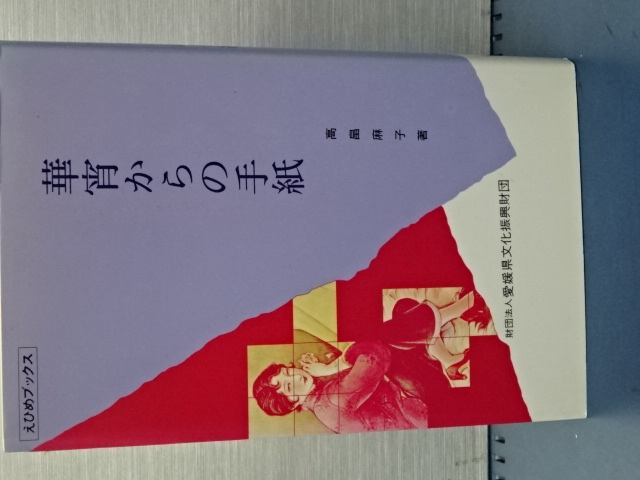 えひめブックス
華宵からの手紙
高畠麻子著
財団法人愛媛県文化振興財団